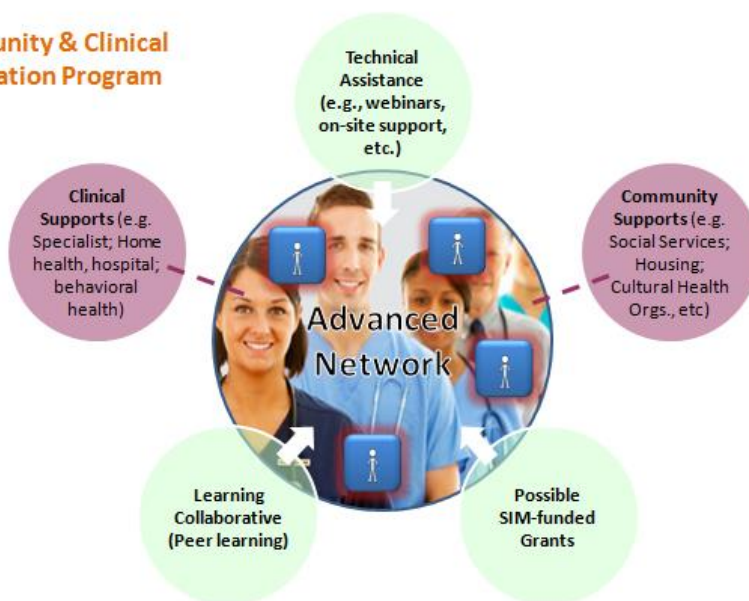 unity & Clinical
ation Program
Technical
Assistance
(e.g., webinars,
on-site support,
etc.)
Clinical
Supports (e.g.
Specialist; Home
health, hospital;
behavioral
health)
Community
Supports (e.g.
Social Services;
Housing;
Cultural Health
Orgs., etc)
Advanced
Network
Learning
Collaborative
(Peer learning)
Possible
SIM-funded
Grants